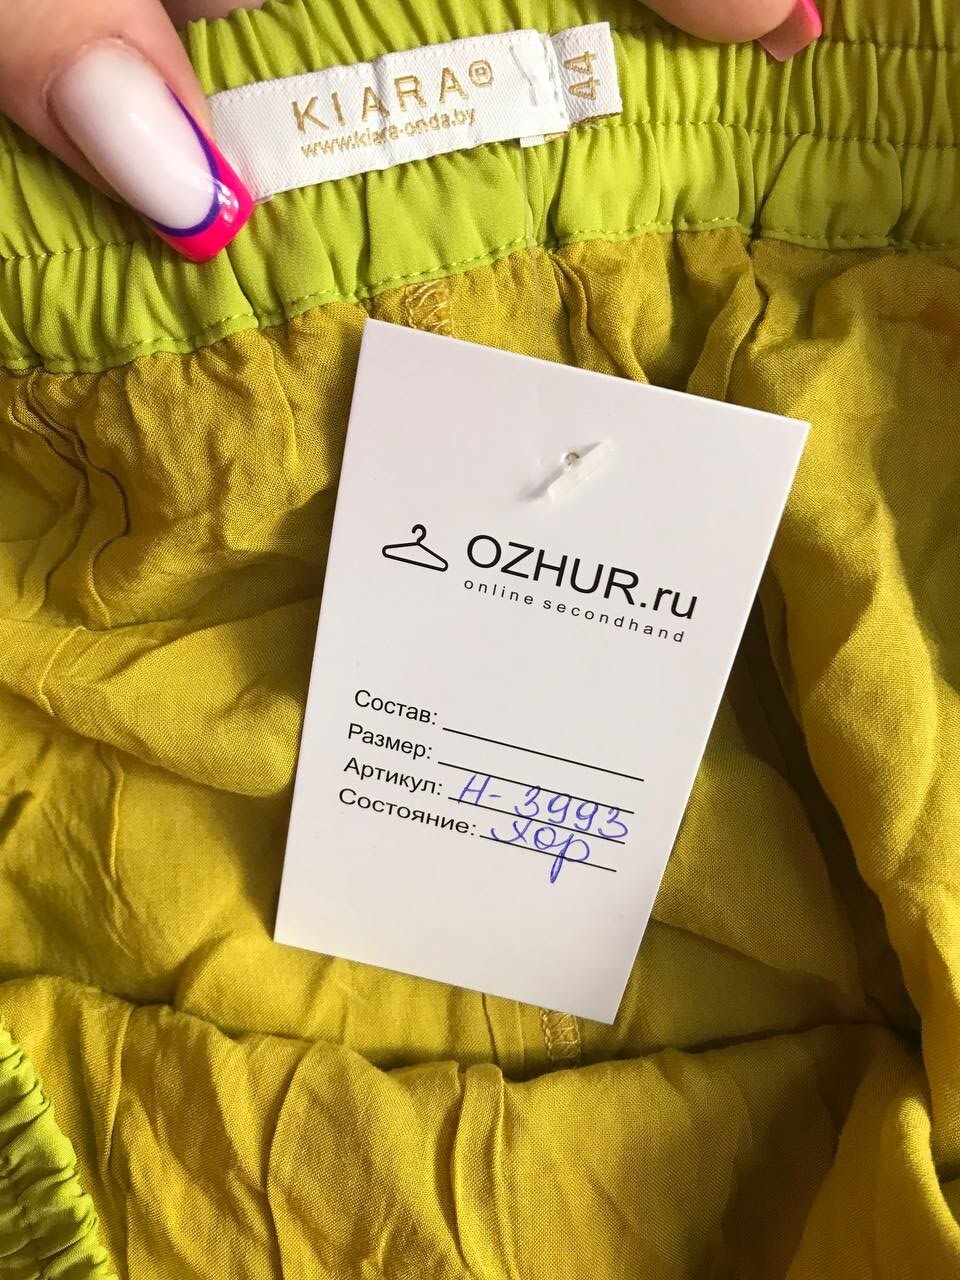 KIARA®
www.kiara-onda.by
44
OZHUR.ru
online secondhand
Состав:
Размер:
Артикул: Н-3993
Состояние: хор